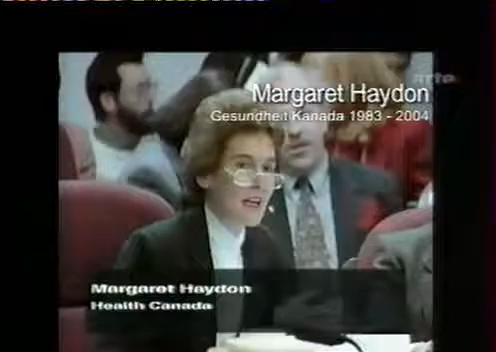 arte
Margaret Haydon
Gesundheit Kanada 1983 - 2004
Margaret Haydon
Health Canada